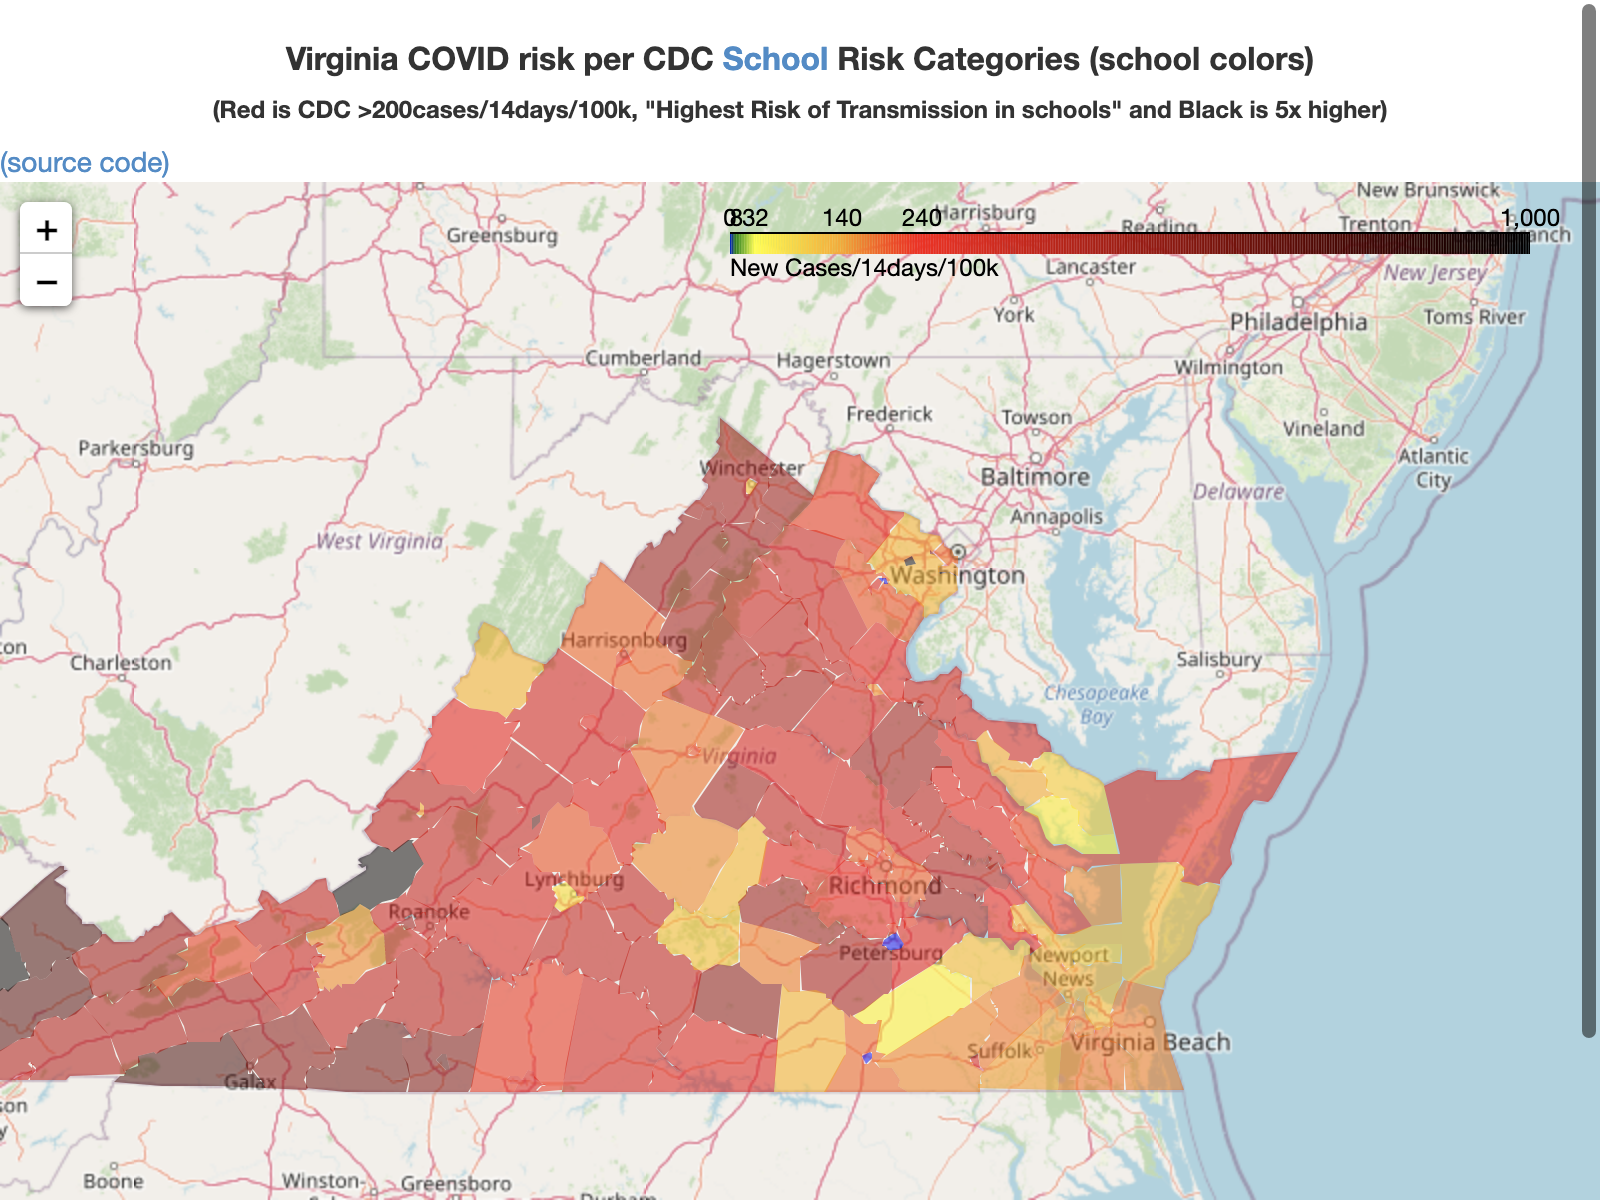 Virginia COVID risk per CDC School Risk Categories (school colors)
(Red is CDC >200cases/14days/100k, "Highest Risk of Transmission in schools" and Black is 5x higher)
(source code)
+
−
New Brunswick
0 8 32 140 240 1,000
Harrisburg
Reading
Trenton
Greensburg
New Cases/14days/100k
Lancaster
New Jersey
York
Philadelphia
Toms River
Cumberland
Hagerstown
Wilmington
Frederick
Towson
Vineland
Parkersburg
Winchester
Baltimore
Atlantic
City
Delaware
Annapolis
West Virginia
Washington
Harrisonburg
Charleston
Salisbury
Chesapeake
Bay
Virginia
Lynchburg
Richmond
Roanoke
Petersburg
Newport
News
Suffolk
Virginia Beach
Galax
Boone
Winston-
Greensboro